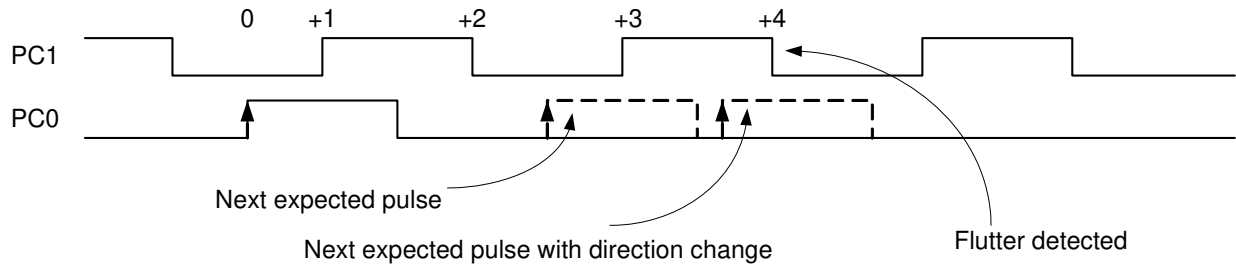 0 +1 +2 +3 +4
PC1
PC0
Next expected pulse
Next expected pulse with direction change
Flutter detected